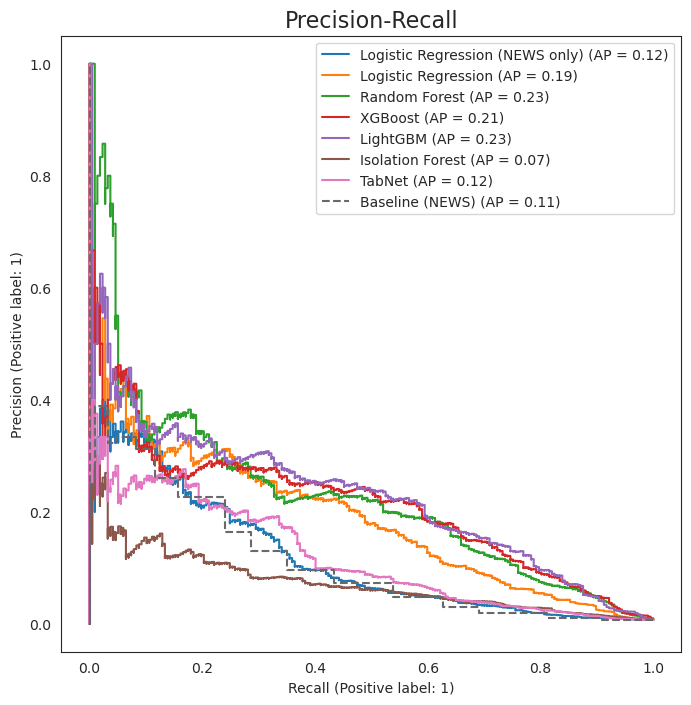 Precision-Recall
Logistic Regression (NEWS only) (AP = 0.12)
Logistic Regression (AP = 0.19)
Random Forest (AP = 0.23)
XGBoost (AP = 0.21)
LightGBM (AP = 0.23)
Isolation Forest (AP = 0.07)
TabNet (AP = 0.12)
Baseline (NEWS) (AP = 0.11)
Precision (Positive label: 1)
1.0
0.8
0.6
0.4
0.2
0.0
0.0 0.2 0.4 0.6 0.8 1.0
Recall (Positive label: 1)